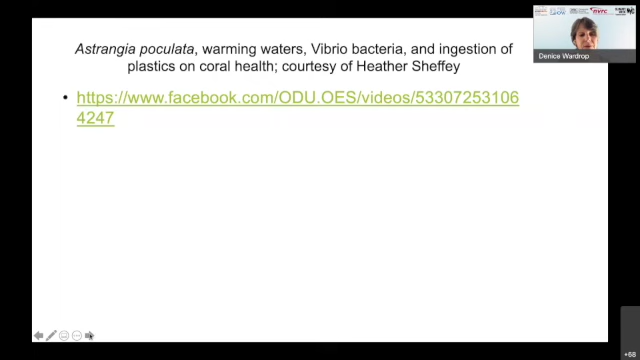 Astrangia poculata, warming waters, Vibrio bacteria, and ingestion of
plastics on coral health; courtesy of Heather Sheffey
• https://www.facebook.com/ODU.OES/videos/53307253106
4247
Denice Wardrop
+68